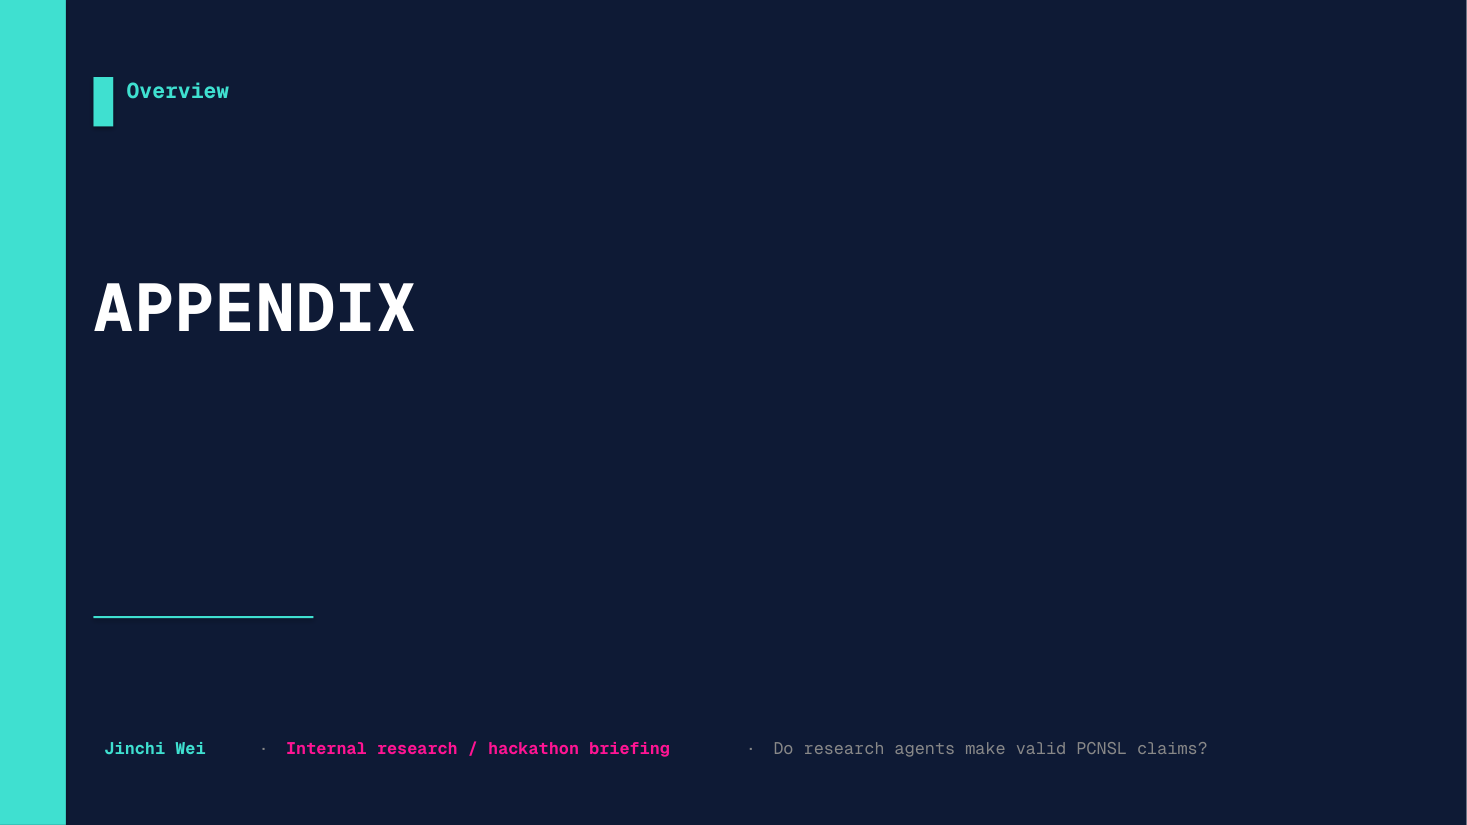 Overview
APPENDIX
Jinchi Wei · Internal research / hackathon briefing · Do research agents make valid PCNSL claims?